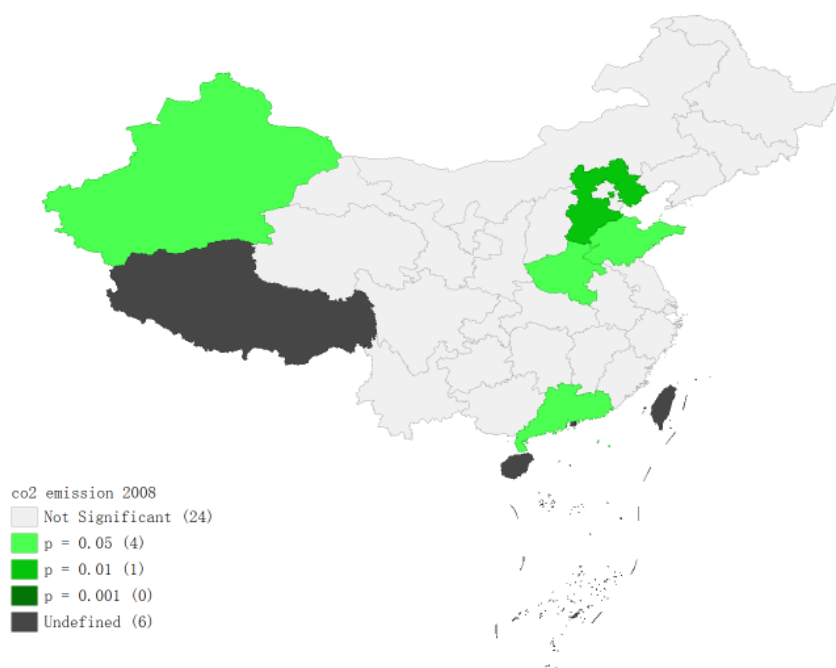 co2 emission 2008
Not Significant (24)
p = 0.05 (4)
p = 0.01 (1)
p = 0.001 (0)
Undefined (6)